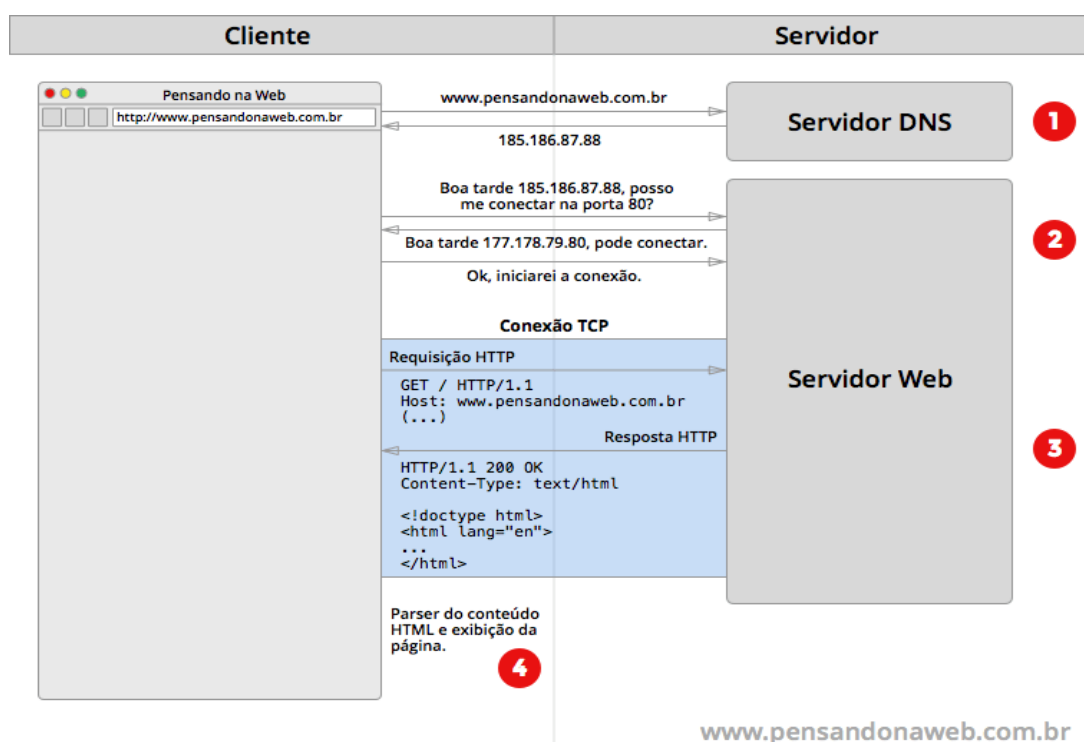 Cliente
Servidor
Pensando na Web
http://www.pensandonaweb.com.br
www.pensandonaweb.com.br
185.186.87.88
Servidor DNS
1
Boa tarde 185.186.87.88, posso
me conectar na porta 80?
Boa tarde 177.178.79.80, pode conectar.
Ok, iniciarei a conexão.
2
Conexão TCP
Requisição HTTP
GET / HTTP/1.1
Host: www.pensandonaweb.com.br
(...)
Resposta HTTP
HTTP/1.1 200 OK
Content-Type: text/html
<!doctype html>
<html lang="en">
...
</html>
Servidor Web
3
Parser do conteúdo
HTML e exibição da
página.
4
www.pensandonaweb.com.br